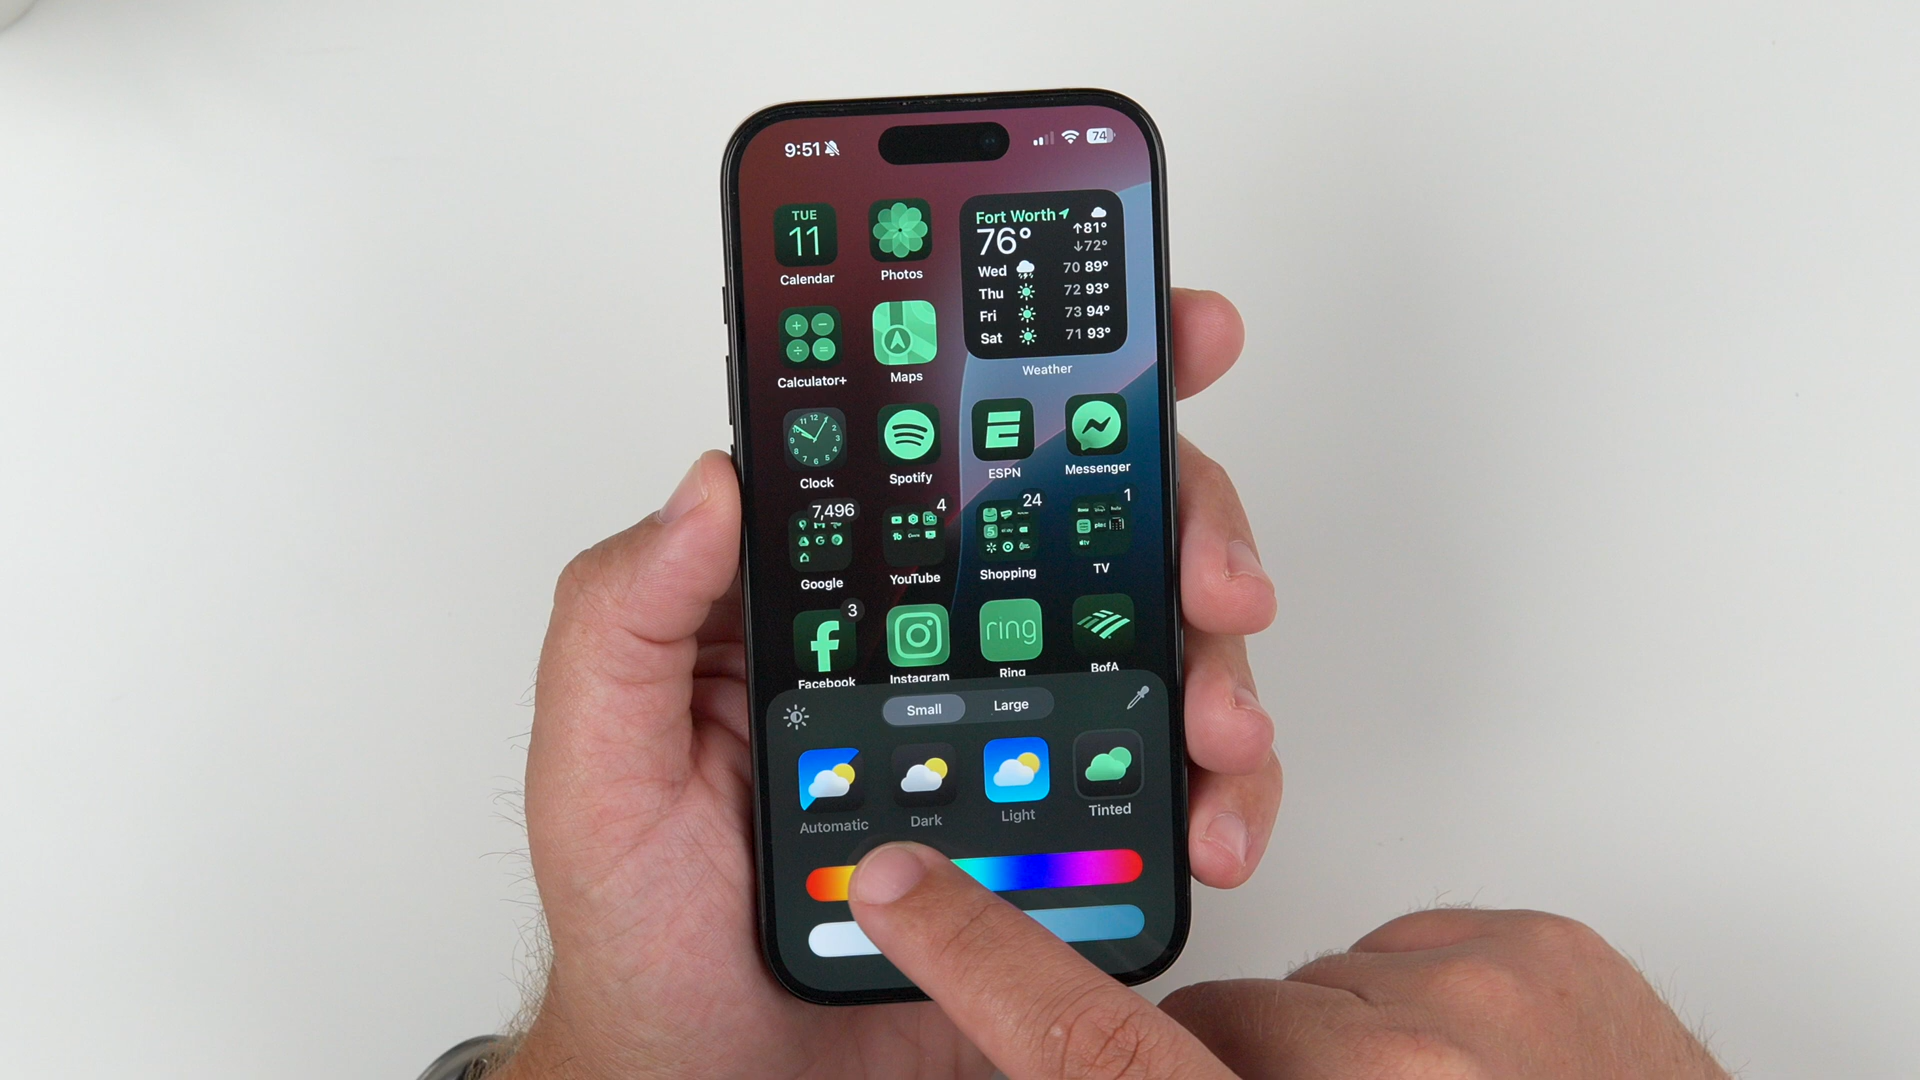 9:51
74
TUE
11
Calendar
Photos
Fort Worth
76°
↑81°
↓72°
Wed 70 89°
Thu 72 93°
Fri 73 94°
Sat 71 93°
Weather
Calculator+
Maps
12
Clock
Spotify
ESPN
Messenger
7,496
4
24
1
Google
YouTube
Shopping
TV
3
Facebook
Instagram
ring
Ring
BofA
Small
Large
Automatic
Dark
Light
Tinted